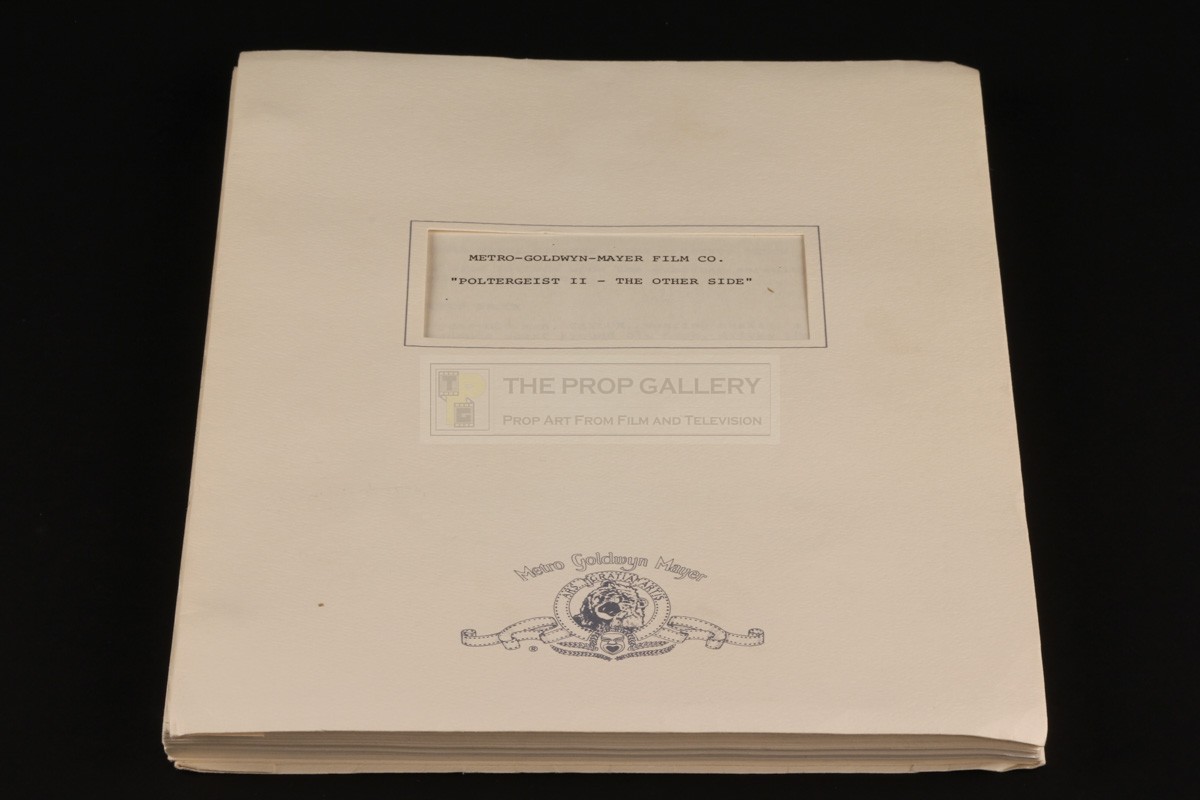 METRO-GOLDWYN-MAYER FILM CO.
"POLTERGEIST II - THE OTHER SIDE"
T
G
THE PROP GALLERY
PROP ART FROM FILM AND TELEVISION
Metro Goldwyn Mayer
ARS GRATIA ARTIS
®